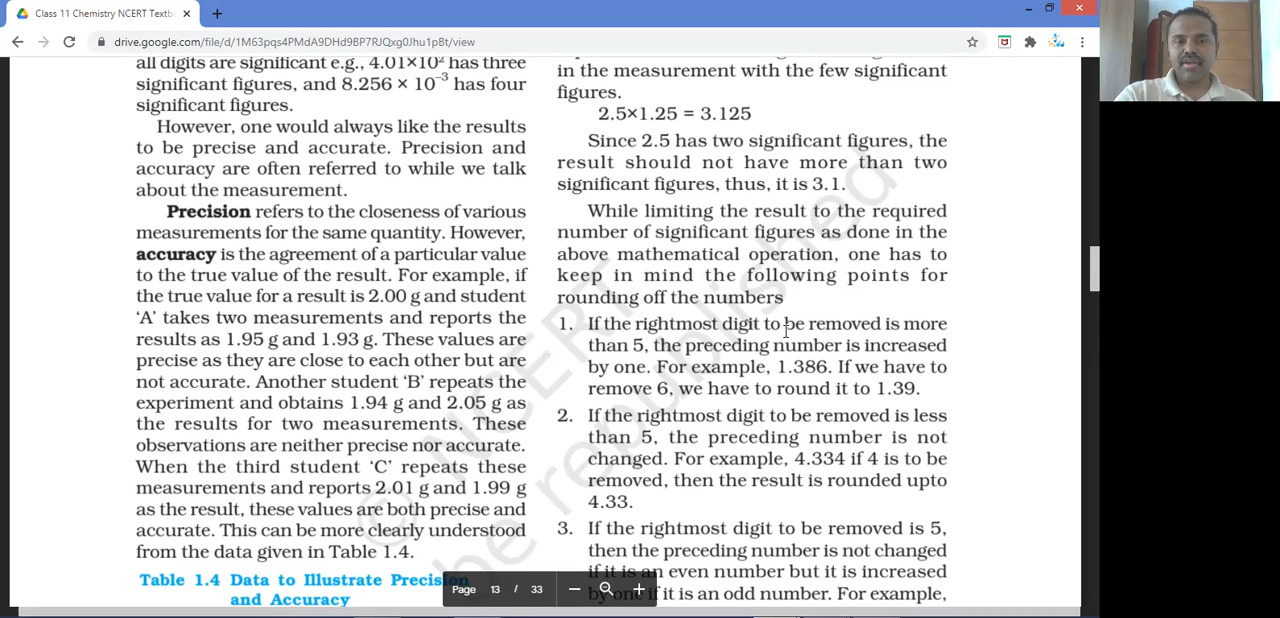 Class 11 Chemistry NCERT Textb
drive.google.com/file/d/1M63pqs4PMdA9DHd9BP7RJQxg0Jhu1pBt/view
all digits are significant e.g., 4.01×10² has three
significant figures, and 8.256 × 10⁻³ has four
significant figures.
However, one would always like the results
to be precise and accurate. Precision and
accuracy are often referred to while we talk
about the measurement.
Precision refers to the closeness of various
measurements for the same quantity. However,
accuracy is the agreement of a particular value
to the true value of the result. For example, if
the true value for a result is 2.00 g and student
‘A’ takes two measurements and reports the
results as 1.95 g and 1.93 g. These values are
precise as they are close to each other but are
not accurate. Another student ‘B’ repeats the
experiment and obtains 1.94 g and 2.05 g as
the results for two measurements. These
observations are neither precise nor accurate.
When the third student ‘C’ repeats these
measurements and reports 2.01 g and 1.99 g
as the result, these values are both precise and
accurate. This can be more clearly understood
from the data given in Table 1.4.
Table 1.4 Data to Illustrate Precision
and Accuracy
in the measurement with the few significant
figures.
2.5×1.25 = 3.125
Since 2.5 has two significant figures, the
result should not have more than two
significant figures, thus, it is 3.1.
While limiting the result to the required
number of significant figures as done in the
above mathematical operation, one has to
keep in mind the following points for
rounding off the numbers
1. If the rightmost digit to be removed is more
than 5, the preceding number is increased
by one. For example, 1.386. If we have to
remove 6, we have to round it to 1.39.
2. If the rightmost digit to be removed is less
than 5, the preceding number is not
changed. For example, 4.334 if 4 is to be
removed, then the result is rounded upto
4.33.
3. If the rightmost digit to be removed is 5,
then the preceding number is not changed
if it is an even number but it is increased
by one if it is an odd number. For example,
© NCERT
be republished
Page 13 / 33